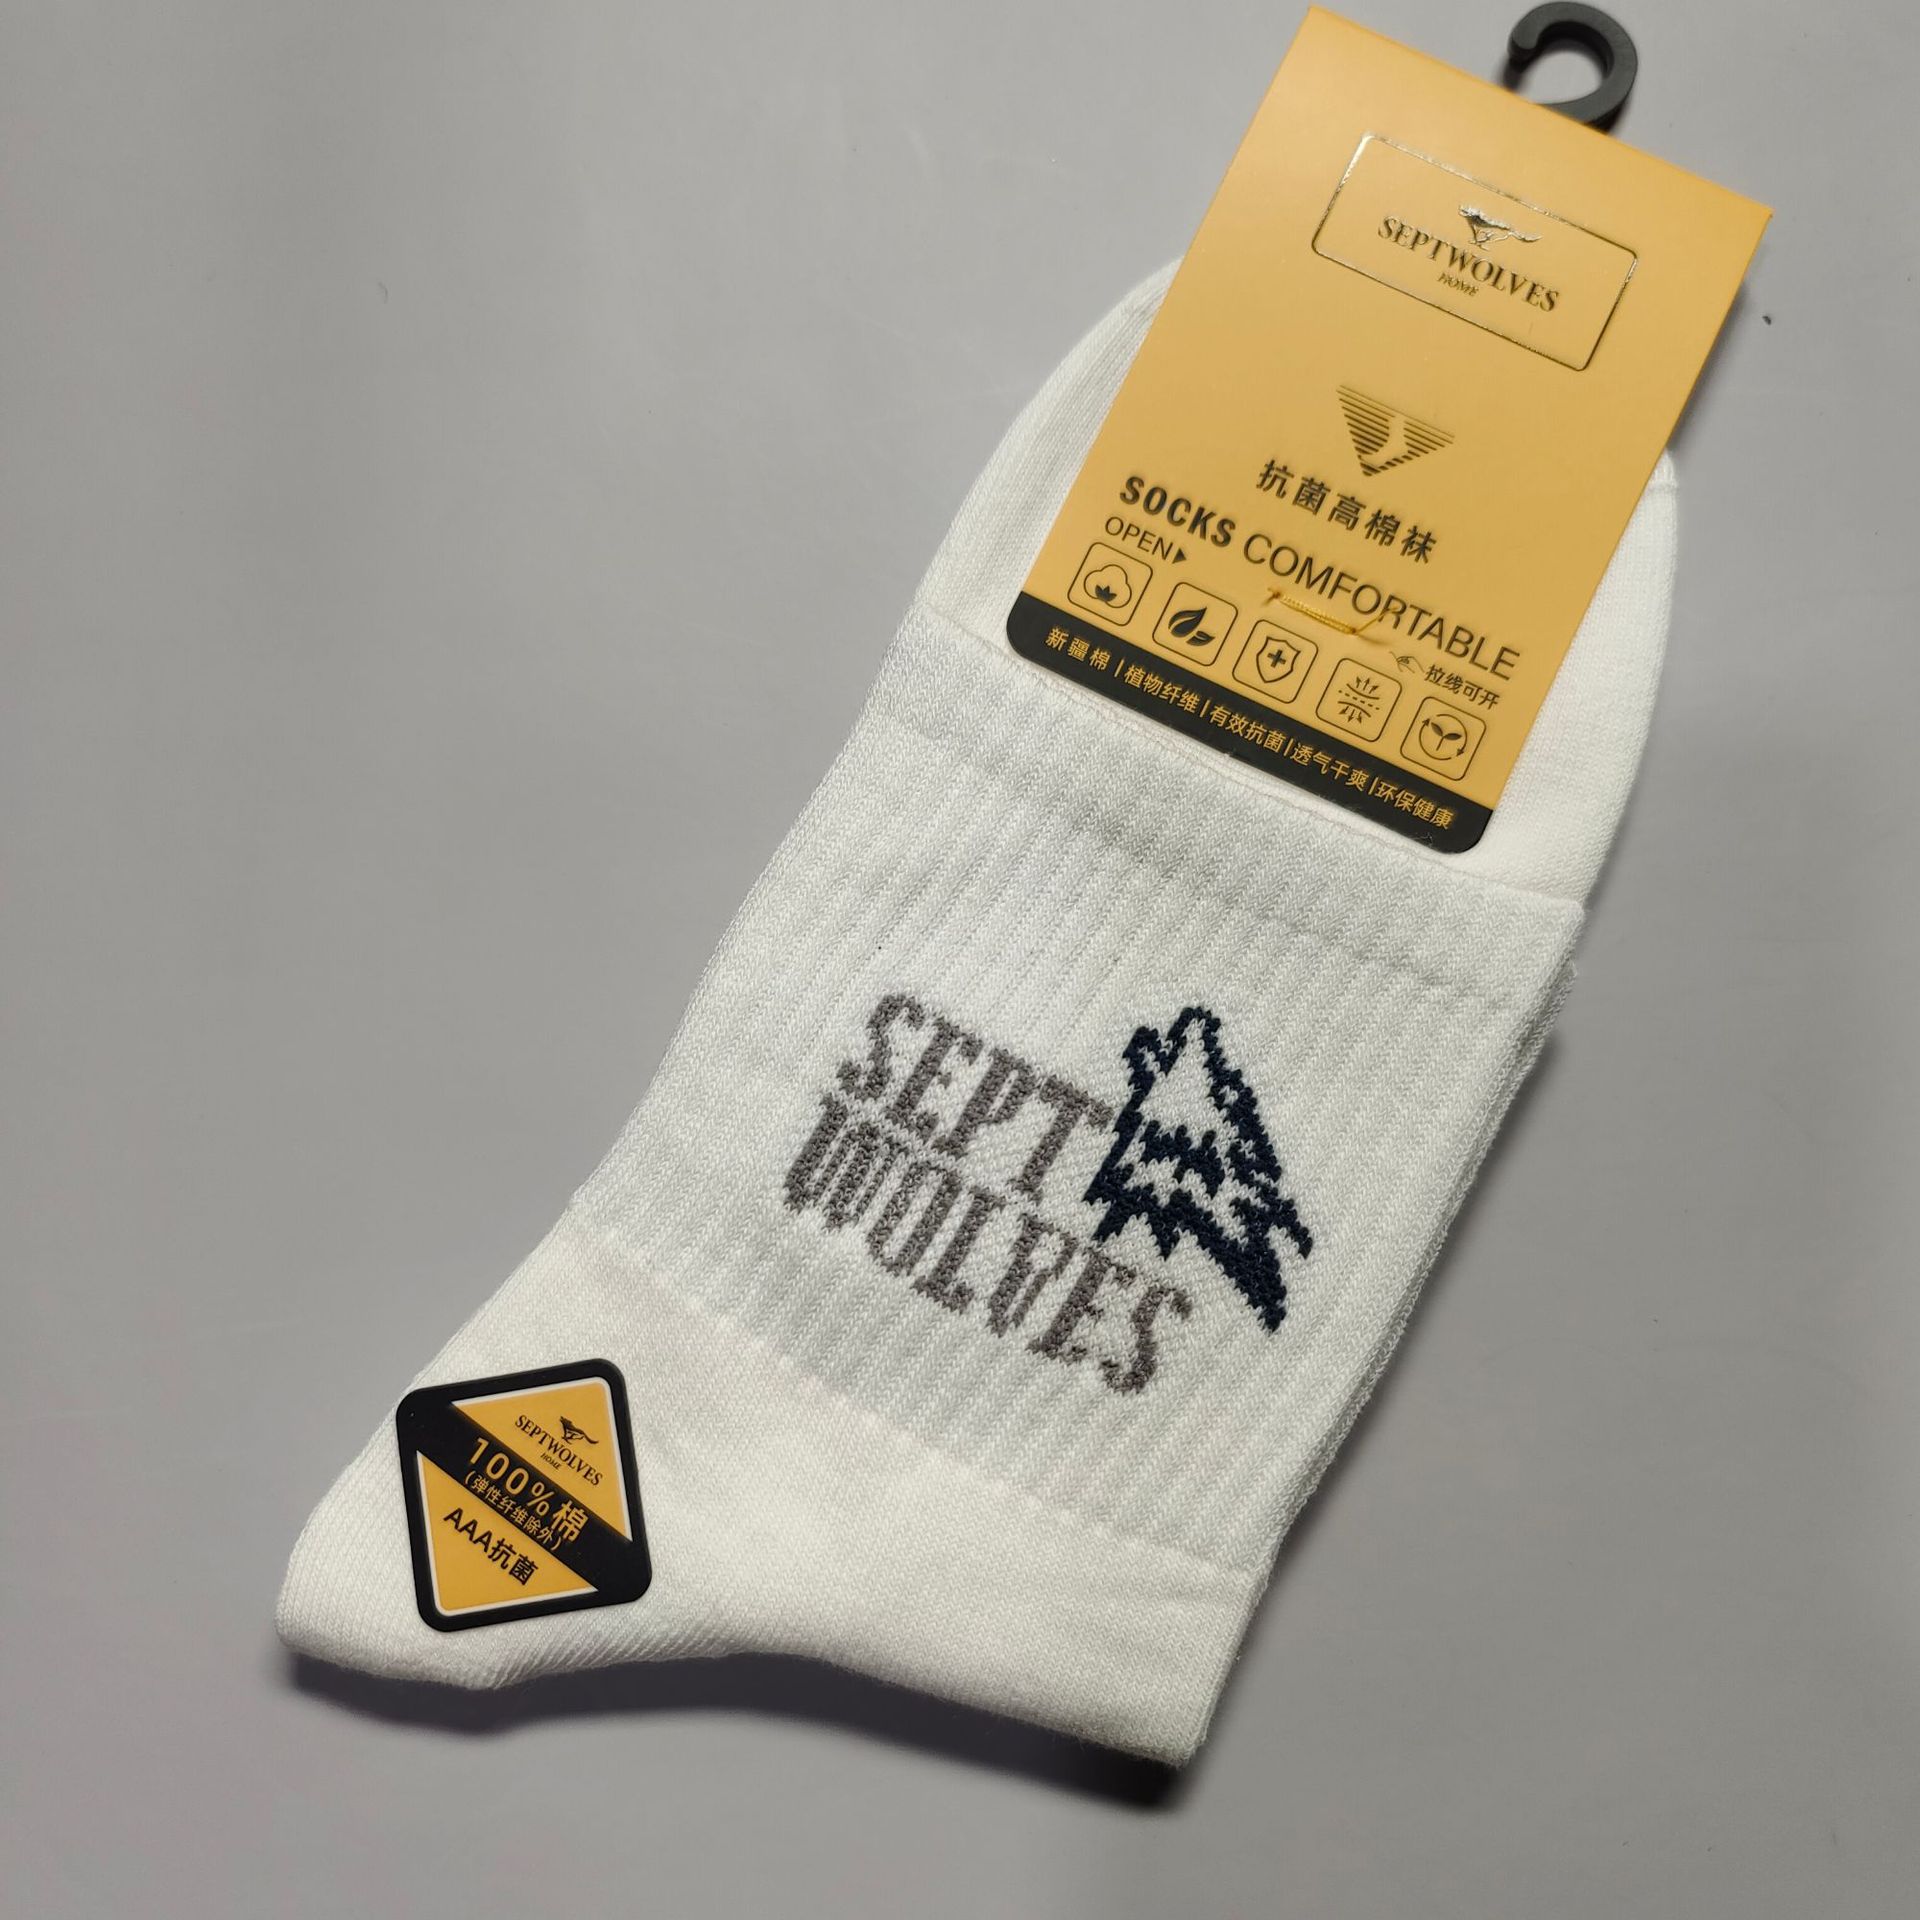 SEPTWOLVES
HOME
抗菌高棉袜
SOCKS COMFORTABLE
OPEN
拉线可开
新疆棉|植物纤维|有效抗菌|透气干爽|环保健康
SEPT
WOLVES
SEPTWOLVES
HOME
100%棉
(弹性纤维除外)
AAA抗菌